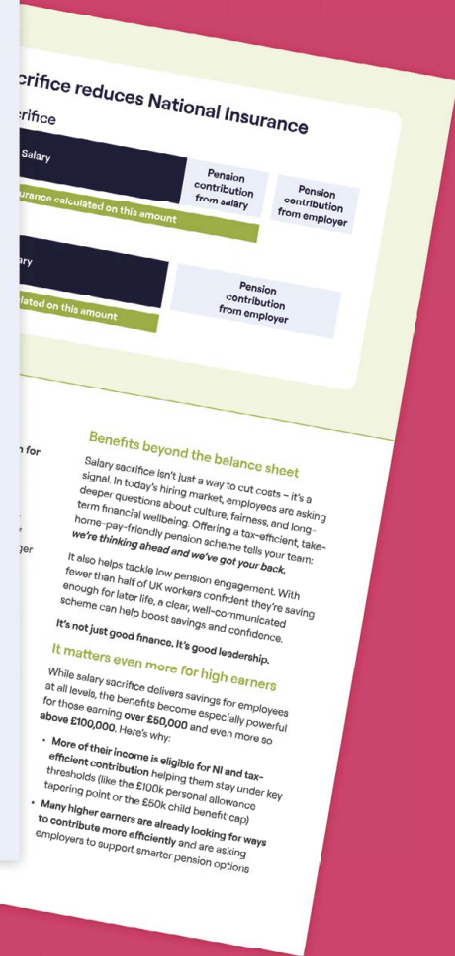 crifice reduces National Insurance
crifice
Salary
Pension
contribution
from salary
Pension
contribution
from employer
urance calculated on this amount
ary
Pension
contribution
from employer
lated on this amount
n for
ger
Benefits beyond the balance sheet
Salary sacrifice isn't just a way to cut costs – it's a
signal. In today's hiring market, employees are asking
deeper questions about culture, fairness, and long-
term financial wellbeing. Offering a tax-efficient, take-
home-pay-friendly pension scheme tells your team:
we're thinking ahead and we've got your back.
It also helps tackle low pension engagement. With
fewer than half of UK workers confident they're saving
enough for later life, a clear, well-communicated
scheme can help boost savings and confidence.
It's not just good finance. It's good leadership.
It matters even more for high earners
While salary sacrifice delivers savings for employees
at all levels, the benefits become especially powerful
for those earning over £50,000 and even more so
above £100,000. Here's why:
• More of their income is eligible for NI and tax-
efficient contribution helping them stay under key
thresholds (like the £100k personal allowance
tapering point or the £60k child benefit cap)
• Many higher earners are already looking for ways
to contribute more efficiently and are asking
employers to support smarter pension options